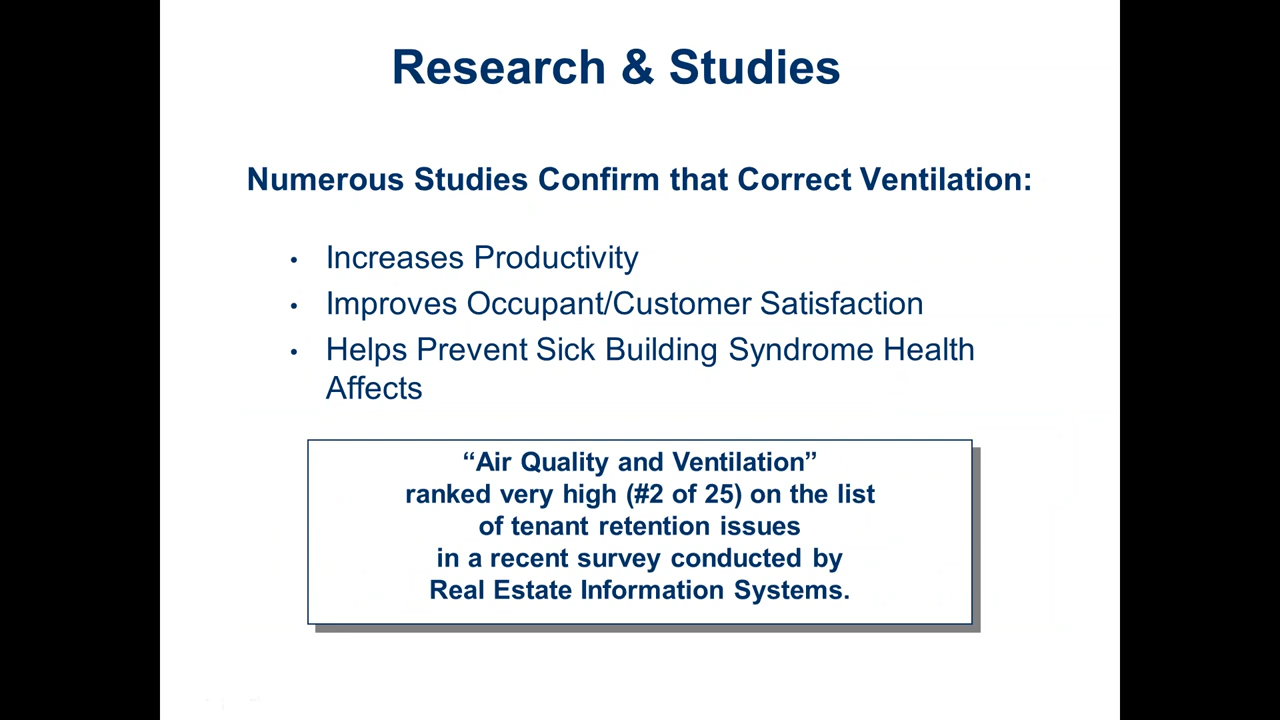 Research & Studies
Numerous Studies Confirm that Correct Ventilation:
• Increases Productivity
• Improves Occupant/Customer Satisfaction
• Helps Prevent Sick Building Syndrome Health
Affects
“Air Quality and Ventilation”
ranked very high (#2 of 25) on the list
of tenant retention issues
in a recent survey conducted by
Real Estate Information Systems.